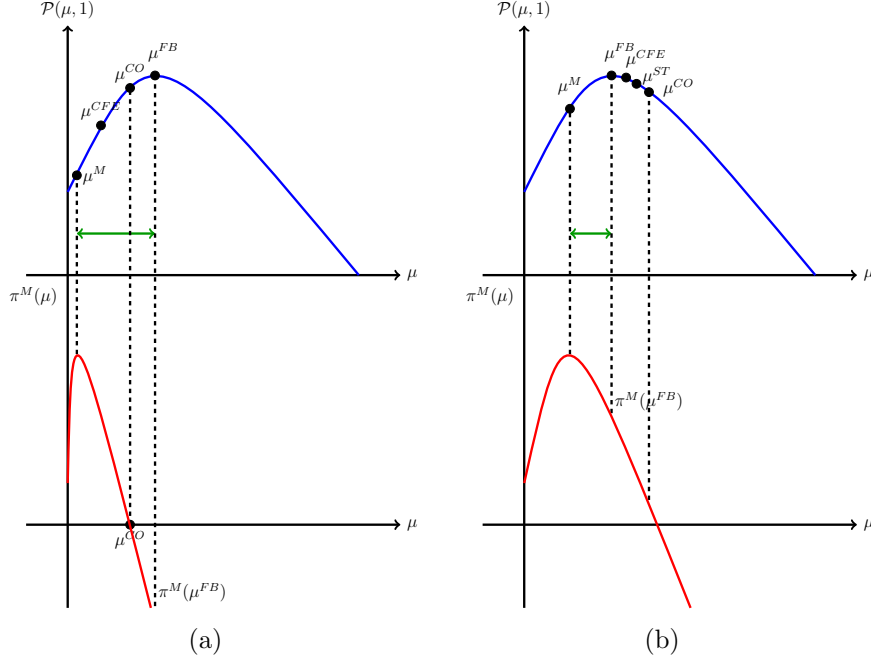 𝒫(μ, 1)
μ^{FB}
μ^{CO}
μ^{CFE}
μ^M
μ
π^M(μ)
μ
μ^{CO}
π^M(μ^{FB})
(a)
𝒫(μ, 1)
μ^{FB}
μ^{CFE}
μ^{ST}
μ^M
μ^{CO}
μ
π^M(μ)
π^M(μ^{FB})
μ
(b)